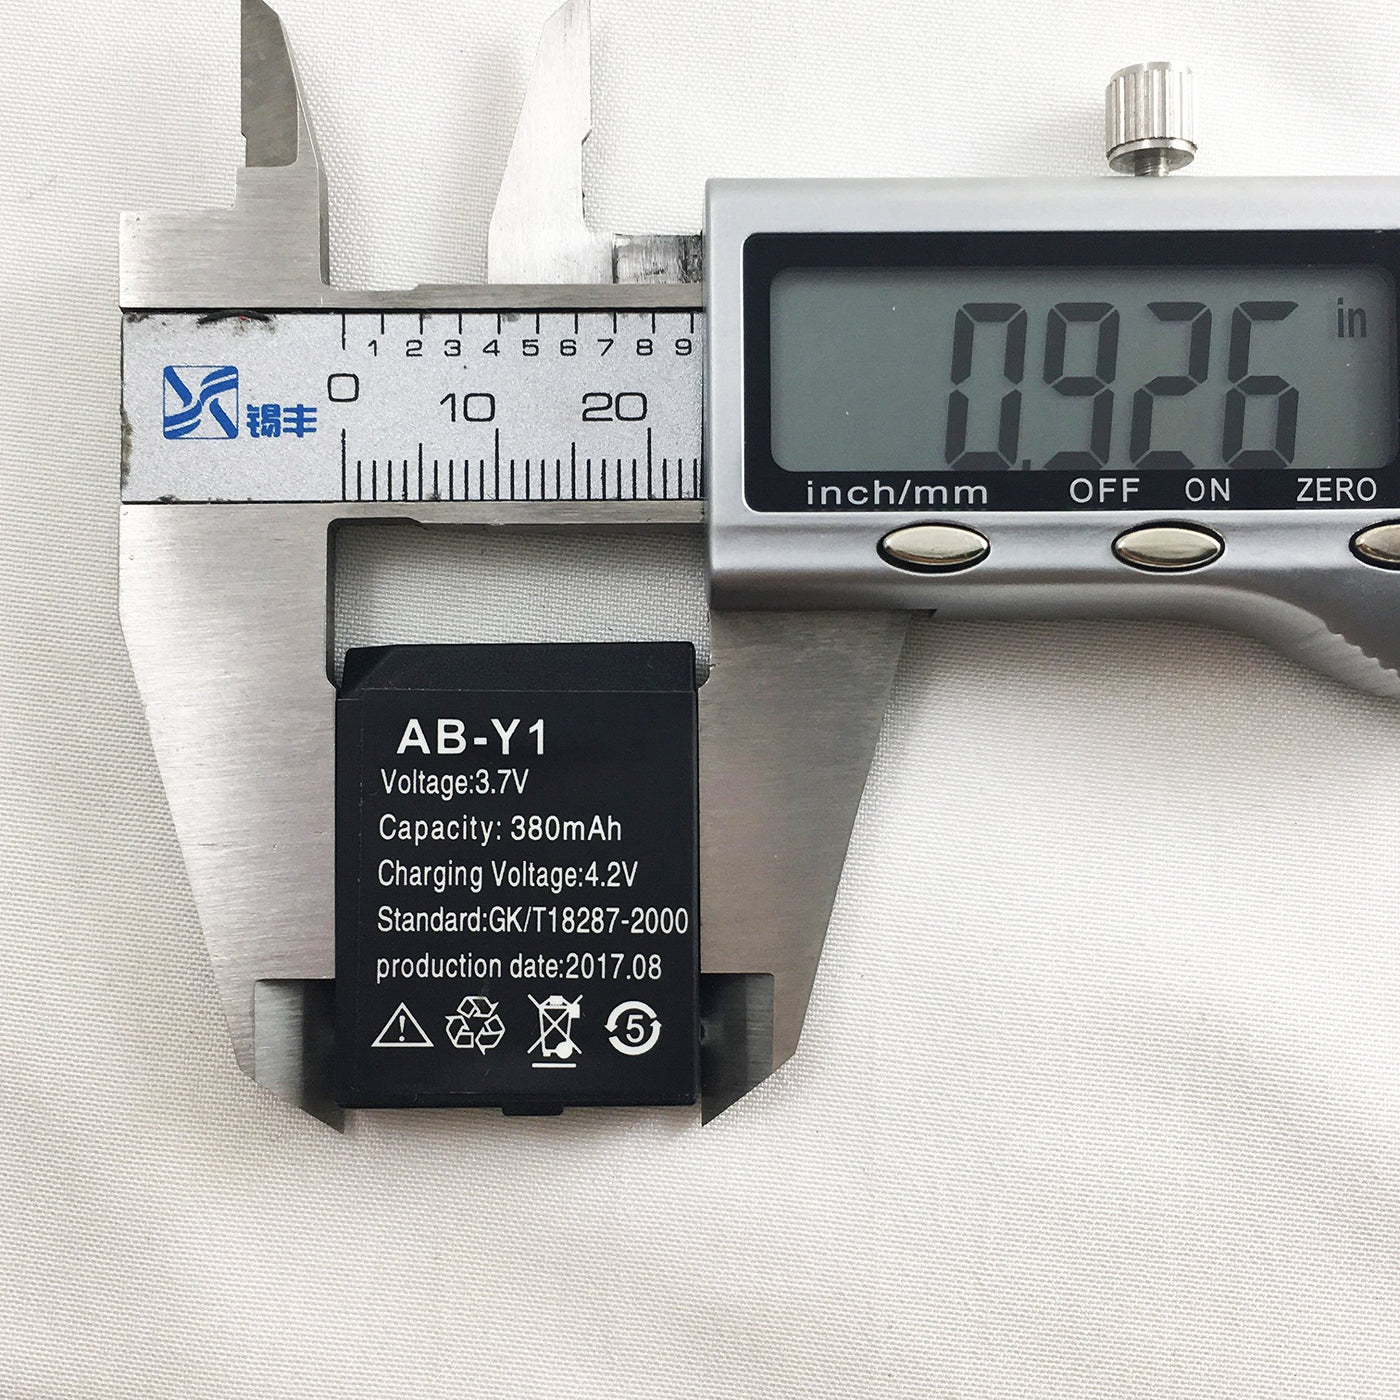 1 2 3 4 5 6 7 8 9
0 10 20
锡丰
0.926 in
inch/mm OFF ON ZERO
AB-Y1
Voltage:3.7V
Capacity: 380mAh
Charging Voltage:4.2V
Standard:GK/T18287-2000
production date:2017.08
5